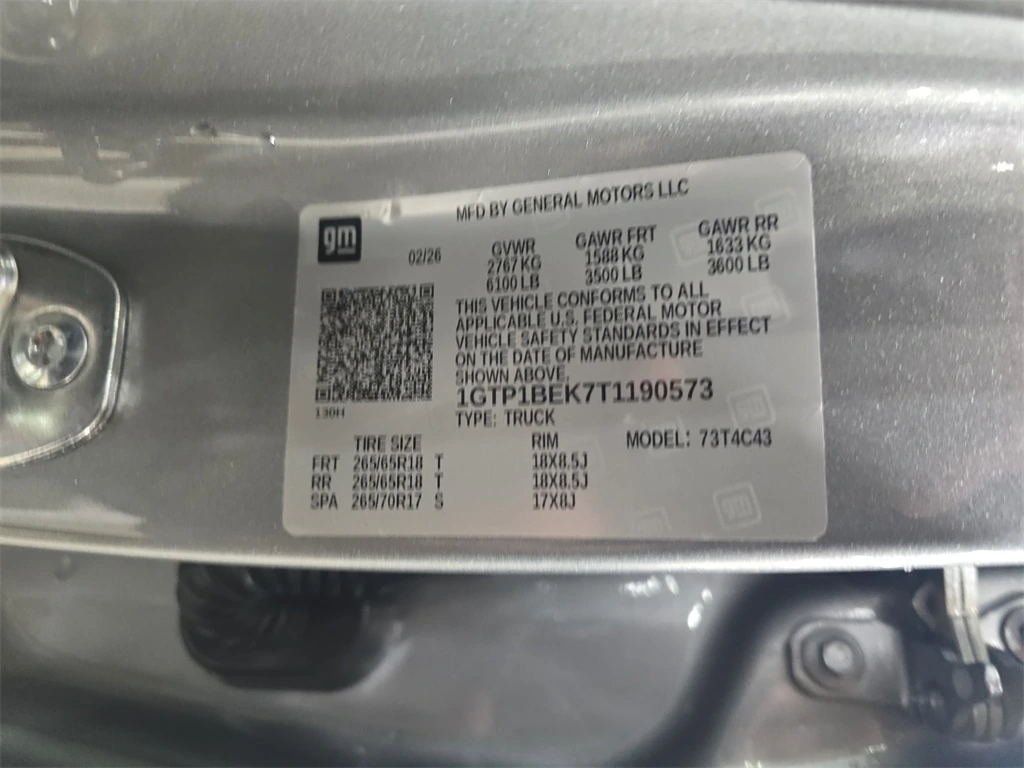 MFD BY GENERAL MOTORS LLC
gm
02/26
GVWR GAWR FRT GAWR RR
2767 KG 1588 KG 1633 KG
6100 LB 3500 LB 3600 LB
THIS VEHICLE CONFORMS TO ALL
APPLICABLE U.S. FEDERAL MOTOR
VEHICLE SAFETY STANDARDS IN EFFECT
ON THE DATE OF MANUFACTURE
SHOWN ABOVE.
130H
1GTP1BEK7T1190573
TYPE: TRUCK
TIRE SIZE RIM MODEL: 73T4C43
FRT 265/65R18 T 18X8.5J
RR 265/65R18 T 18X8.5J
SPA 265/70R17 S 17X8J